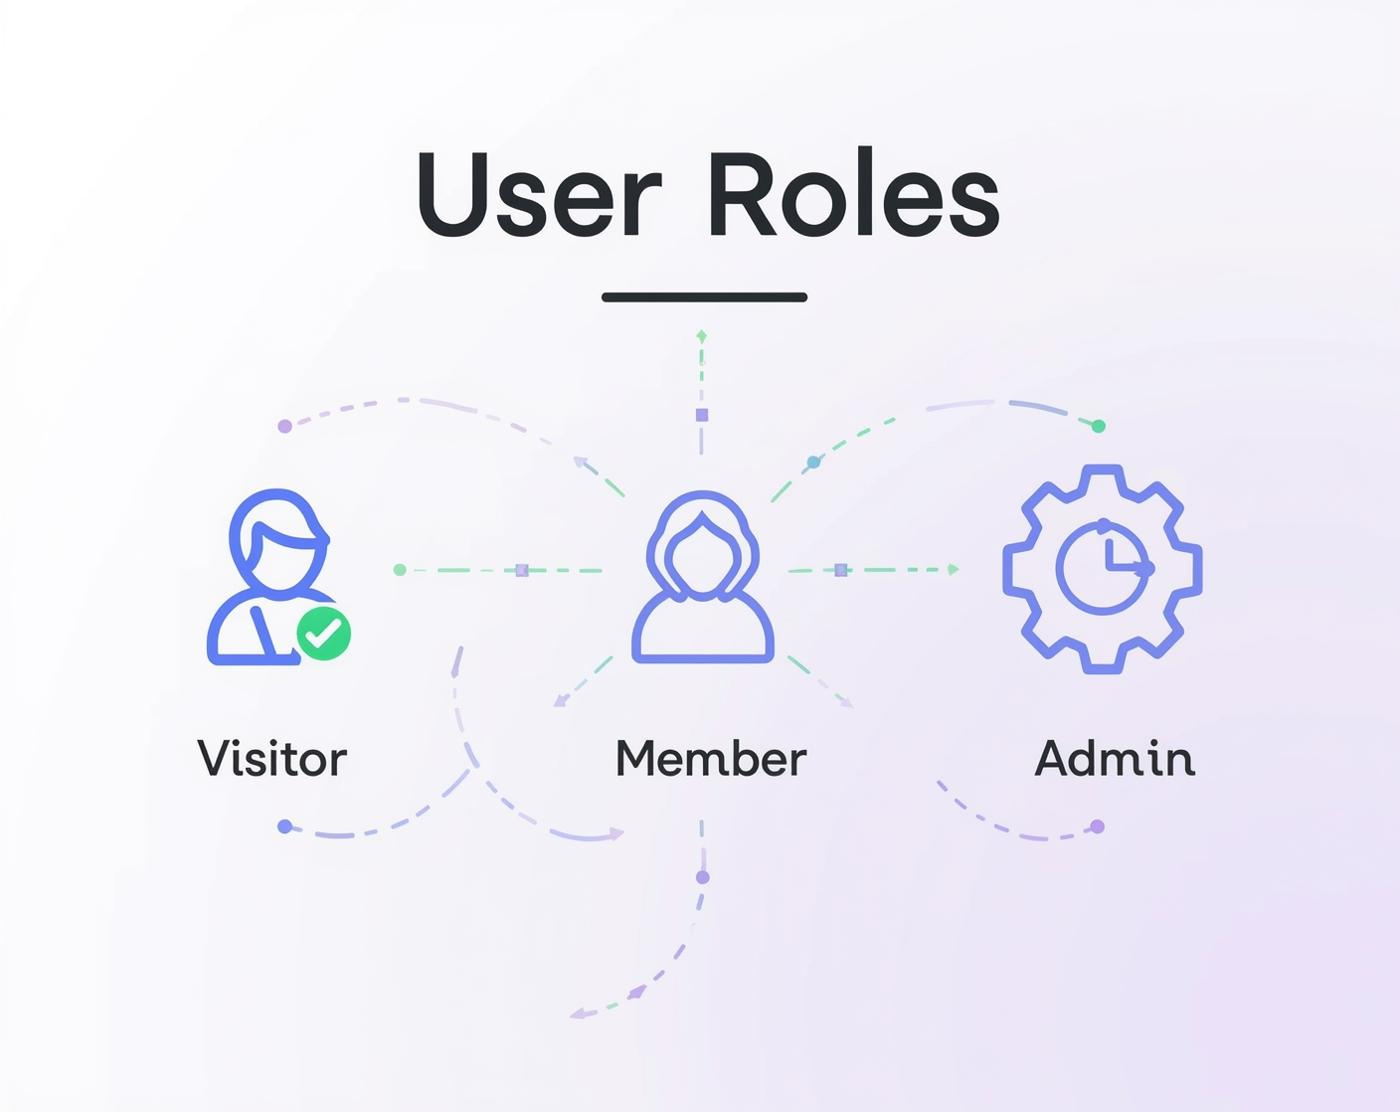 User Roles
Visitor
Member
Admin